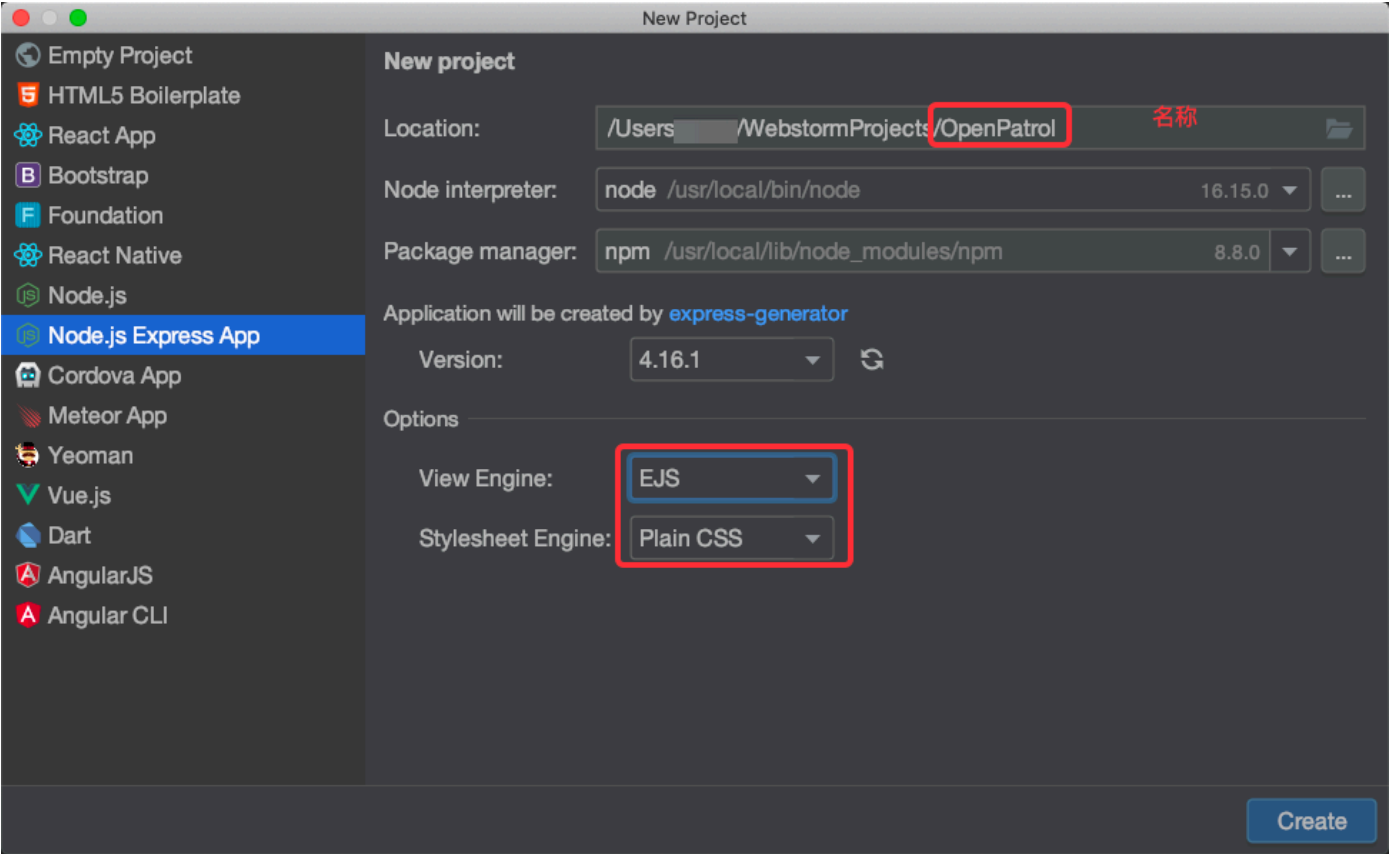 New Project
Empty Project
HTML5 Boilerplate
React App
Bootstrap
Foundation
React Native
Node.js
Node.js Express App
Cordova App
Meteor App
Yeoman
Vue.js
Dart
AngularJS
Angular CLI
New project
Location: /Users /WebstormProjects/OpenPatrol 名称
Node interpreter: node /usr/local/bin/node 16.15.0 ...
Package manager: npm /usr/local/lib/node_modules/npm 8.8.0 ...
Application will be created by express-generator
Version: 4.16.1
Options
View Engine: EJS
Stylesheet Engine: Plain CSS
Create